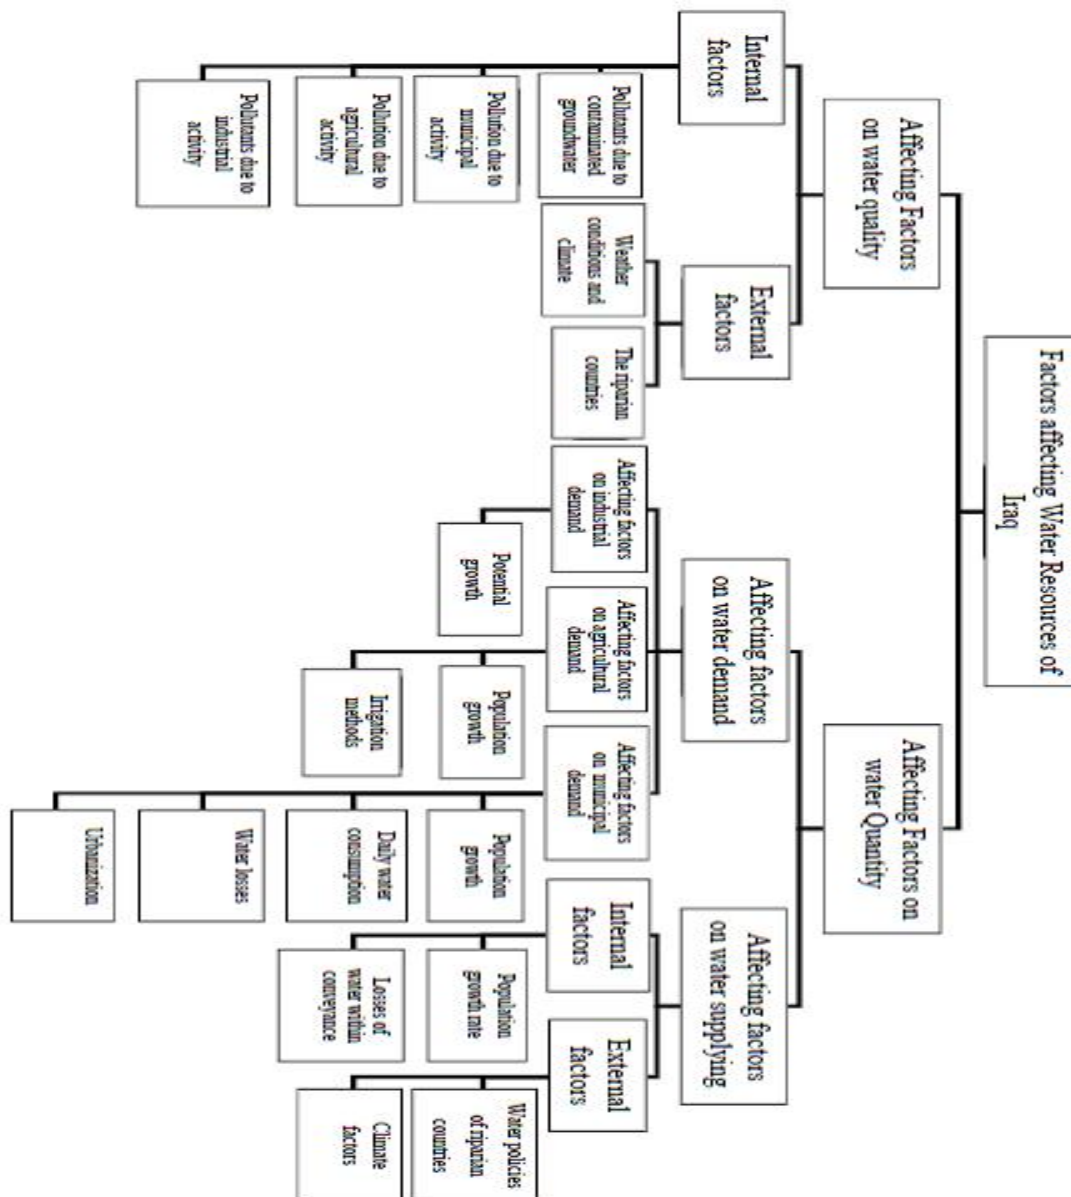 Factors affecting Water Resources of
Iraq
Affecting Factors
on water quality
Affecting Factors on
water Quantity
Internal
factors
External
factors
Affecting factors
on water demand
Affecting factors
on water supplying
Pollutants due to
contaminated
groundwater
Pollution due to
municipal
activity
Pollution due to
agricultural
activity
Pollutants due to
industrial
activity
Weather
conditions and
climate
The riparian
countries
Affecting factors
on industrial
demand
Affecting factors
on agricultural
demand
Affecting factors
on municipal
demand
Internal
factors
External
factors
Potential
growth
Population
growth
Irrigation
methods
Population
growth
Daily water
consumption
Water losses
Urbanization
Population
growth rate
Losses of
water within
conveyance
Water policies
of riparian
countries
Climate
factors